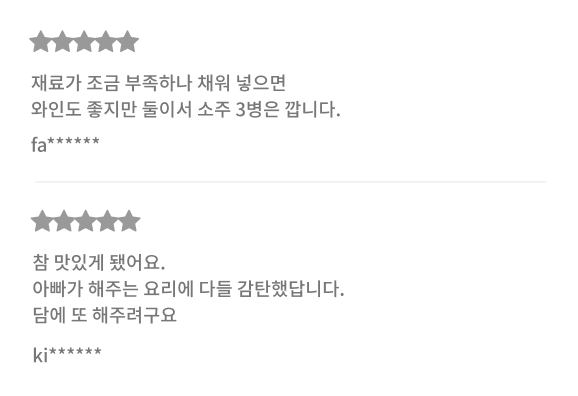 재료가 조금 부족하나 채워 넣으면
와인도 좋지만 둘이서 소주 3병은 깝니다.
fa******
참 맛있게 됐어요.
아빠가 해주는 요리에 다들 감탄했답니다.
담에 또 해주려구요
ki******